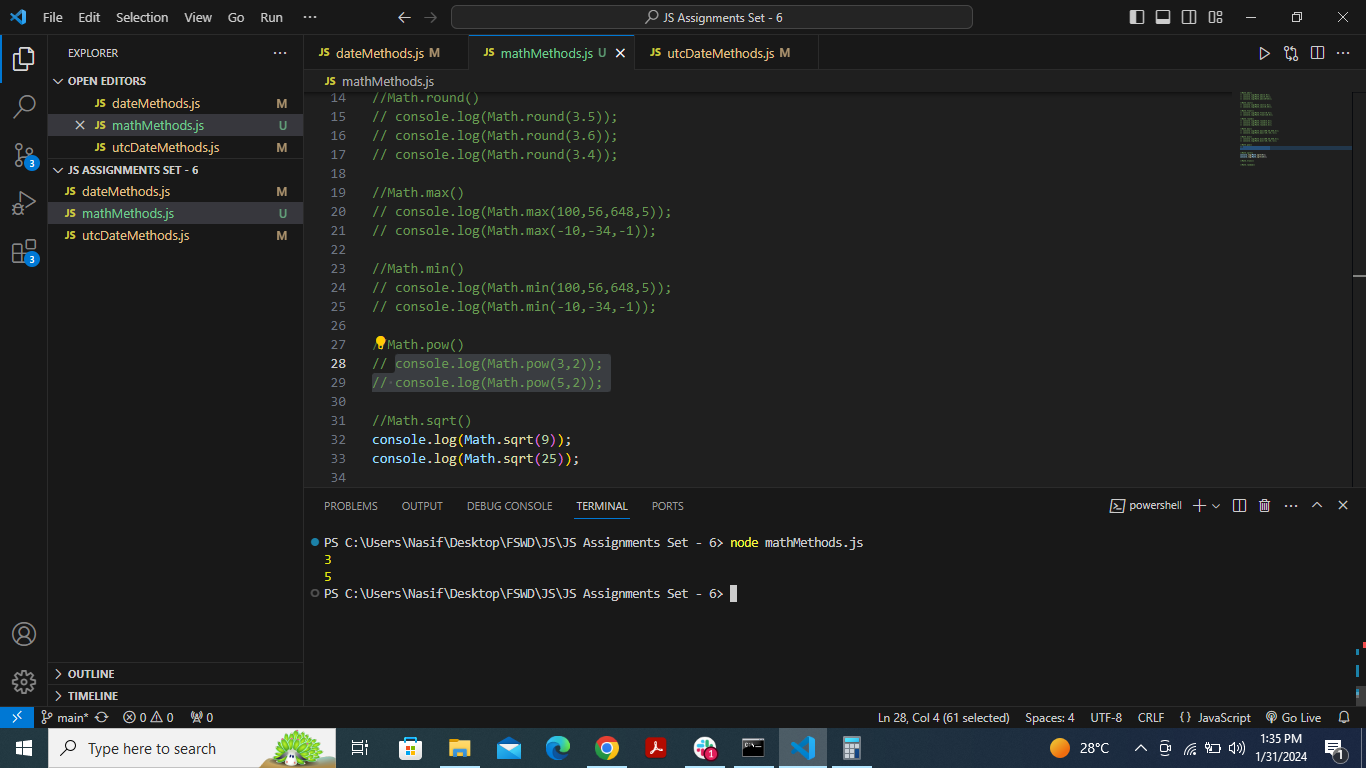 File Edit Selection View Go Run ··· JS Assignments Set - 6
EXPLORER ···
OPEN EDITORS
JS dateMethods.js M
JS mathMethods.js U
JS utcDateMethods.js M
JS ASSIGNMENTS SET - 6
JS dateMethods.js M
JS mathMethods.js U
JS utcDateMethods.js M
3
3
OUTLINE
TIMELINE
JS dateMethods.js M JS mathMethods.js U JS utcDateMethods.js M ···
JS mathMethods.js
14 //Math.round()
15 // console.log(Math.round(3.5));
16 // console.log(Math.round(3.6));
17 // console.log(Math.round(3.4));
18
19 //Math.max()
20 // console.log(Math.max(100,56,648,5));
21 // console.log(Math.max(-10,-34,-1));
22
23 //Math.min()
24 // console.log(Math.min(100,56,648,5));
25 // console.log(Math.min(-10,-34,-1));
26
27 //Math.pow()
28 // console.log(Math.pow(3,2));
29 // console.log(Math.pow(5,2));
30
31 //Math.sqrt()
32 console.log(Math.sqrt(9));
33 console.log(Math.sqrt(25));
34
PROBLEMS OUTPUT DEBUG CONSOLE TERMINAL PORTS powershell ···
PS C:\Users\Nasif\Desktop\FSWD\JS\JS Assignments Set - 6> node mathMethods.js
3
5
PS C:\Users\Nasif\Desktop\FSWD\JS\JS Assignments Set - 6>
main* 0 0 0 Ln 28, Col 4 (61 selected) Spaces: 4 UTF-8 CRLF {} JavaScript Go Live
Type here to search 1 28°C 1:35 PM
1/31/2024 1